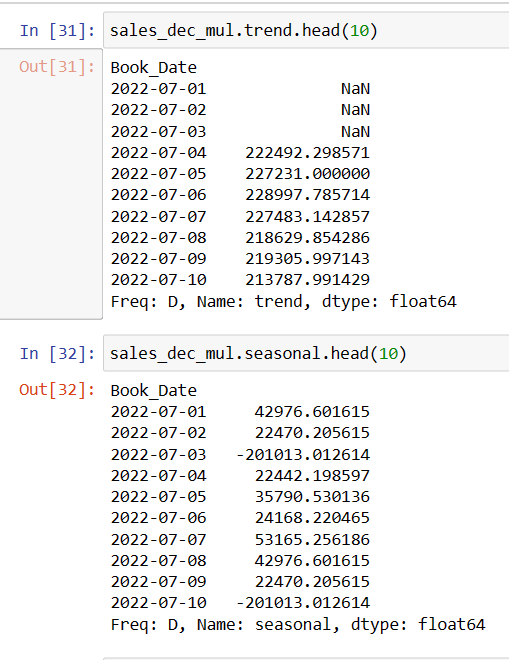 In [31]: sales_dec_mul.trend.head(10)
Out[31]: Book_Date
2022-07-01 NaN
2022-07-02 NaN
2022-07-03 NaN
2022-07-04 222492.298571
2022-07-05 227231.000000
2022-07-06 228997.785714
2022-07-07 227483.142857
2022-07-08 218629.854286
2022-07-09 219305.997143
2022-07-10 213787.991429
Freq: D, Name: trend, dtype: float64
In [32]: sales_dec_mul.seasonal.head(10)
Out[32]: Book_Date
2022-07-01 42976.601615
2022-07-02 22470.205615
2022-07-03 -201013.012614
2022-07-04 22442.198597
2022-07-05 35790.530136
2022-07-06 24168.220465
2022-07-07 53165.256186
2022-07-08 42976.601615
2022-07-09 22470.205615
2022-07-10 -201013.012614
Freq: D, Name: seasonal, dtype: float64